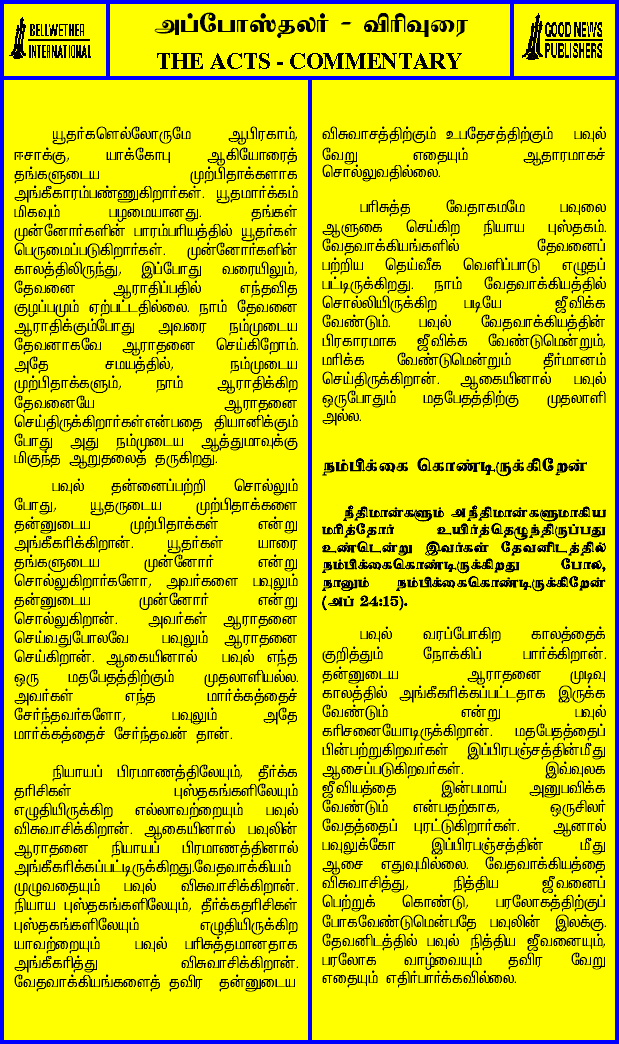 BELLWETHER
INTERNATIONAL
அப்போஸ்தலர் - விரிவுரை
THE ACTS - COMMENTARY
GOOD NEWS
PUBLISHERS
யூதர்களெல்லோருமே ஆபிரகாம்,
ஈசாக்கு, யாக்கோபு ஆகியோரைத்
தங்களுடைய முற்பிதாக்களாக
அங்கீகாரம்பண்ணுகிறார்கள். யூதமார்க்கம்
மிகவும் பழமையானது. தங்கள்
முன்னோர்களின் பாரம்பரியத்தில் யூதர்கள்
பெருமைப்படுகிறார்கள். முன்னோர்களின்
காலத்திலிருந்து, இப்போது வரையிலும்,
தேவனை ஆராதிப்பதில் எந்தவித
குழப்பமும் ஏற்பட்டதில்லை. நாம் தேவனை
ஆராதிக்கும்போது அவரை நம்முடைய
தேவனாகவே ஆராதனை செய்கிறோம்.
அதே சமயத்தில், நம்முடைய
முற்பிதாக்களும், நாம் ஆராதிக்கிற
தேவனையே ஆராதனை
செய்திருக்கிறார்கள்என்பதை தியானிக்கும்
போது அது நம்முடைய ஆத்துமாவுக்கு
மிகுந்த ஆறுதலைத் தருகிறது.
பவுல் தன்னைப்பற்றி சொல்லும்
போது, யூதருடைய முற்பிதாக்களை
தன்னுடைய முற்பிதாக்கள் என்று
அங்கீகரிக்கிறான். யூதர்கள் யாரை
தங்களுடைய முன்னோர் என்று
சொல்லுகிறார்களோ, அவர்களை பவுலும்
தன்னுடைய முன்னோர் என்று
சொல்லுகிறான். அவர்கள் ஆராதனை
செய்வதுபோலவே பவுலும் ஆராதனை
செய்கிறான். ஆகையினால் பவுல் எந்த
ஒரு மதபேதத்திற்கும் முதலாளியல்ல.
அவர்கள் எந்த மார்க்கத்தைச்
சேர்ந்தவர்களோ, பவுலும் அதே
மார்க்கத்தைச் சேர்ந்தவன் தான்.
நியாயப் பிரமாணத்திலேயும், தீர்க்க
தரிசிகள் புஸ்தகங்களிலேயும்
எழுதியிருக்கிற எல்லாவற்றையும் பவுல்
விசுவாசிக்கிறான். ஆகையினால் பவுலின்
ஆராதனை நியாயப் பிரமாணத்தினால்
அங்கீகரிக்கப்பட்டிருக்கிறது.வேதவாக்கியம்
முழுவதையும் பவுல் விசுவாசிக்கிறான்.
நியாய புஸ்தகங்களிலேயும், தீர்க்கதரிசிகள்
புஸ்தகங்களிலேயும் எழுதியிருக்கிற
யாவற்றையும் பவுல் பரிசுத்தமானதாக
அங்கீகரித்து விசுவாசிக்கிறான்.
வேதவாக்கியங்களைத் தவிர தன்னுடைய
விசுவாசத்திற்கும் உபதேசத்திற்கும் பவுல்
வேறு எதையும் ஆதாரமாகச்
சொல்லுவதில்லை.
பரிசுத்த வேதாகமமே பவுலை
ஆளுகை செய்கிற நியாய புஸ்தகம்.
வேதவாக்கியங்களில் தேவனைப்
பற்றிய தெய்வீக வெளிப்பாடு எழுதப்
பட்டிருக்கிறது. நாம் வேதவாக்கியத்தில்
சொல்லியிருக்கிற படியே ஜீவிக்க
வேண்டும். பவுல் வேதவாக்கியத்தின்
பிரகாரமாக ஜீவிக்க வேண்டுமென்றும்,
மரிக்க வேண்டுமென்றும் தீர்மானம்
செய்திருக்கிறான். ஆகையினால் பவுல்
ஒருபோதும் மதபேதத்திற்கு முதலாளி
அல்ல.
நம்பிக்கை கொண்டிருக்கிறேன்
நீதிமான்களும் அநீதிமான்களுமாகிய
மரித்தோர் உயிர்த்தெழுந்திருப்பது
உண்டென்று இவர்கள் தேவனிடத்தில்
நம்பிக்கைகொண்டிருக்கிறது போல,
நானும் நம்பிக்கைகொண்டிருக்கிறேன்
(அப் 24:15).
பவுல் வரப்போகிற காலத்தைக்
குறித்தும் நோக்கிப் பார்க்கிறான்.
தன்னுடைய ஆராதனை முடிவு
காலத்தில் அங்கீகரிக்கப்பட்டதாக இருக்க
வேண்டும் என்று பவுல்
கரிசனையோடிருக்கிறான். மதபேதத்தைப்
பின்பற்றுகிறவர்கள் இப்பிரபஞ்சத்தின்மீது
ஆசைப்படுகிறவர்கள். இவ்வுலக
ஜீவியத்தை இன்பமாய் அனுபவிக்க
வேண்டும் என்பதற்காக, ஒருசிலர்
வேதத்தைப் புரட்டுகிறார்கள். ஆனால்
பவுலுக்கோ இப்பிரபஞ்சத்தின் மீது
ஆசை எதுவுமில்லை. வேதவாக்கியத்தை
விசுவாசித்து, நித்திய ஜீவனைப்
பெற்றுக் கொண்டு, பரலோகத்திற்குப்
போகவேண்டுமென்பதே பவுலின் இலக்கு.
தேவனிடத்தில் பவுல் நித்திய ஜீவனையும்,
பரலோக வாழ்வையும் தவிர வேறு
எதையும் எதிர்பார்க்கவில்லை.